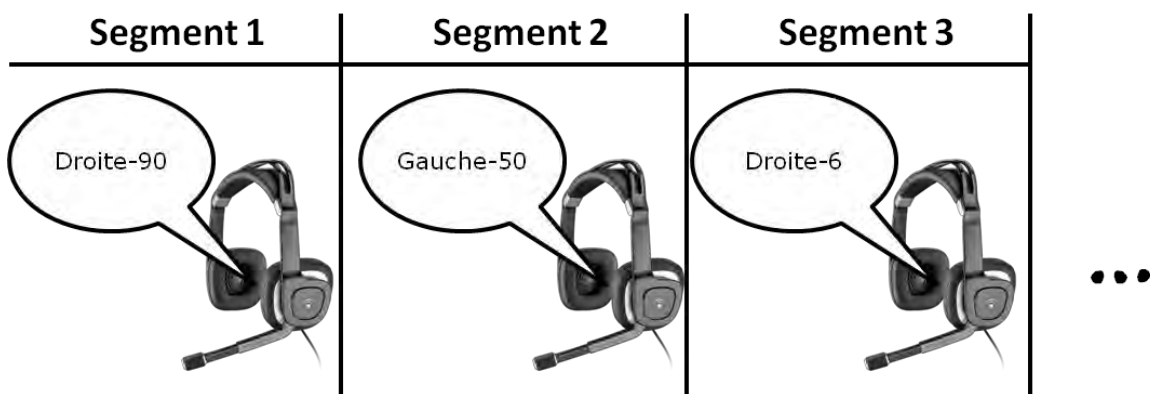 Segment 1
Segment 2
Segment 3
Droite-90
Gauche-50
Droite-6
...